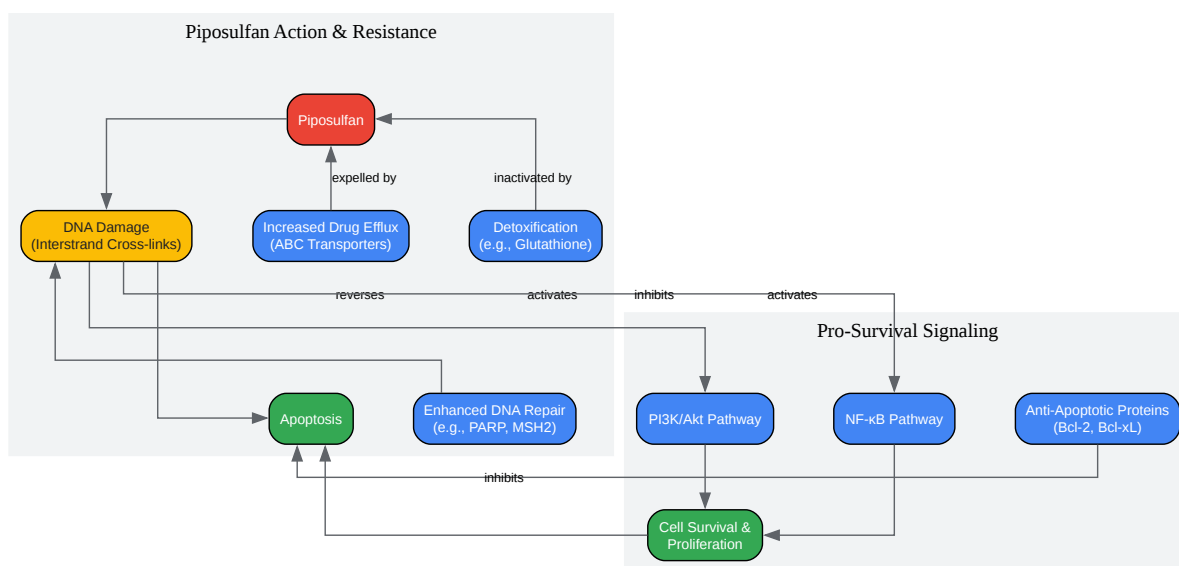 Piposulfan Action & Resistance
Piposulfan
expelled by
inactivated by
DNA Damage
(Interstrand Cross-links)
Increased Drug Efflux
(ABC Transporters)
Detoxification
(e.g., Glutathione)
reverses
activates
inhibits
activates
Pro-Survival Signaling
Apoptosis
Enhanced DNA Repair
(e.g., PARP, MSH2)
PI3K/Akt Pathway
NF-κB Pathway
Anti-Apoptotic Proteins
(Bcl-2, Bcl-xL)
inhibits
Cell Survival &
Proliferation